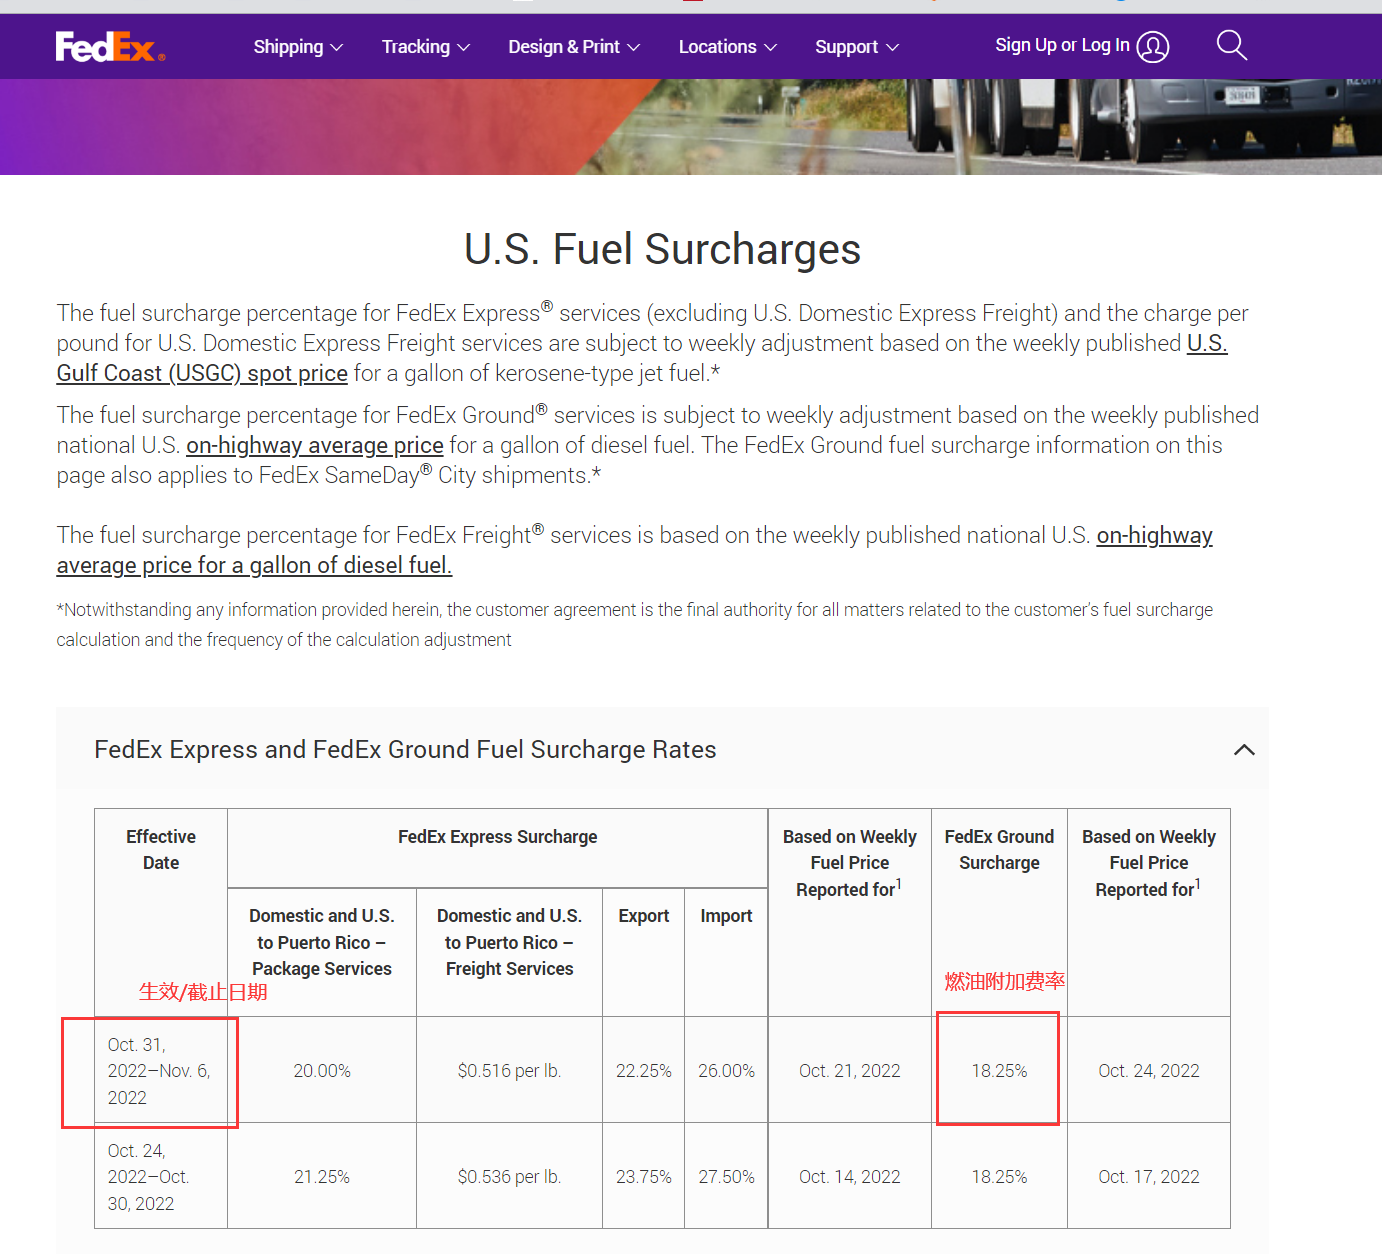 FedEx®
Shipping
Tracking
Design & Print
Locations
Support
Sign Up or Log In
U.S. Fuel Surcharges
The fuel surcharge percentage for FedEx Express® services (excluding U.S. Domestic Express Freight) and the charge per
pound for U.S. Domestic Express Freight services are subject to weekly adjustment based on the weekly published U.S.
Gulf Coast (USGC) spot price for a gallon of kerosene-type jet fuel.*
The fuel surcharge percentage for FedEx Ground® services is subject to weekly adjustment based on the weekly published
national U.S. on-highway average price for a gallon of diesel fuel. The FedEx Ground fuel surcharge information on this
page also applies to FedEx SameDay® City shipments.*
The fuel surcharge percentage for FedEx Freight® services is based on the weekly published national U.S. on-highway
average price for a gallon of diesel fuel.
*Notwithstanding any information provided herein, the customer agreement is the final authority for all matters related to the customer's fuel surcharge
calculation and the frequency of the calculation adjustment
FedEx Express and FedEx Ground Fuel Surcharge Rates
Effective
Date
FedEx Express Surcharge
Based on Weekly
Fuel Price
Reported for1
FedEx Ground
Surcharge
Based on Weekly
Fuel Price
Reported for1
Domestic and U.S.
to Puerto Rico –
Package Services
Domestic and U.S.
to Puerto Rico –
Freight Services
Export
Import
生效/截止日期
燃油附加费率
Oct. 31,
2022–Nov. 6,
2022
20.00%
$0.516 per lb.
22.25%
26.00%
Oct. 21, 2022
18.25%
Oct. 24, 2022
Oct. 24,
2022–Oct.
30, 2022
21.25%
$0.536 per lb.
23.75%
27.50%
Oct. 14, 2022
18.25%
Oct. 17, 2022